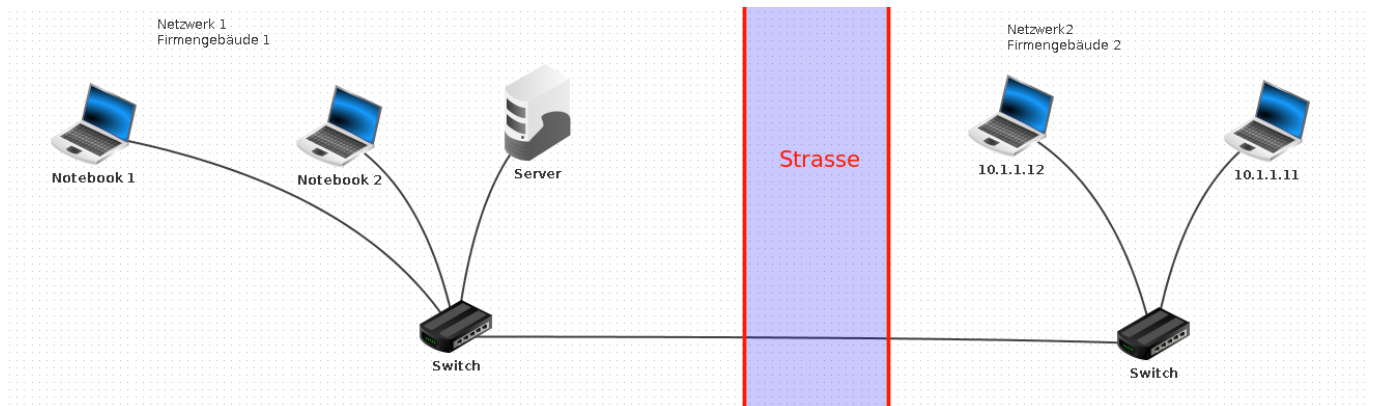 Netzwerk 1
Firmengebäude 1
Netzwerk2
Firmengebäude 2
Strasse
Notebook 1
Notebook 2
Server
10.1.1.12
10.1.1.11
Switch
Switch